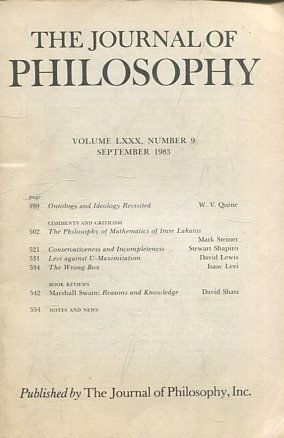 THE JOURNAL OF
PHILOSOPHY
VOLUME LXXX, NUMBER 9
SEPTEMBER 1983
page
499 Ontology and Ideology Revisited W. V. Quine
COMMENTS AND CRITICISM
502 The Philosophy of Mathematics of Imre Lakatos
Mark Steiner
521 Conservativeness and Incompleteness Stewart Shapiro
531 Levi against U-Maximization David Lewis
534 The Wrong Box Isaac Levi
BOOK REVIEWS
542 Marshall Swain: Reasons and Knowledge David Shatz
554 NOTES AND NEWS
Published by The Journal of Philosophy, Inc.